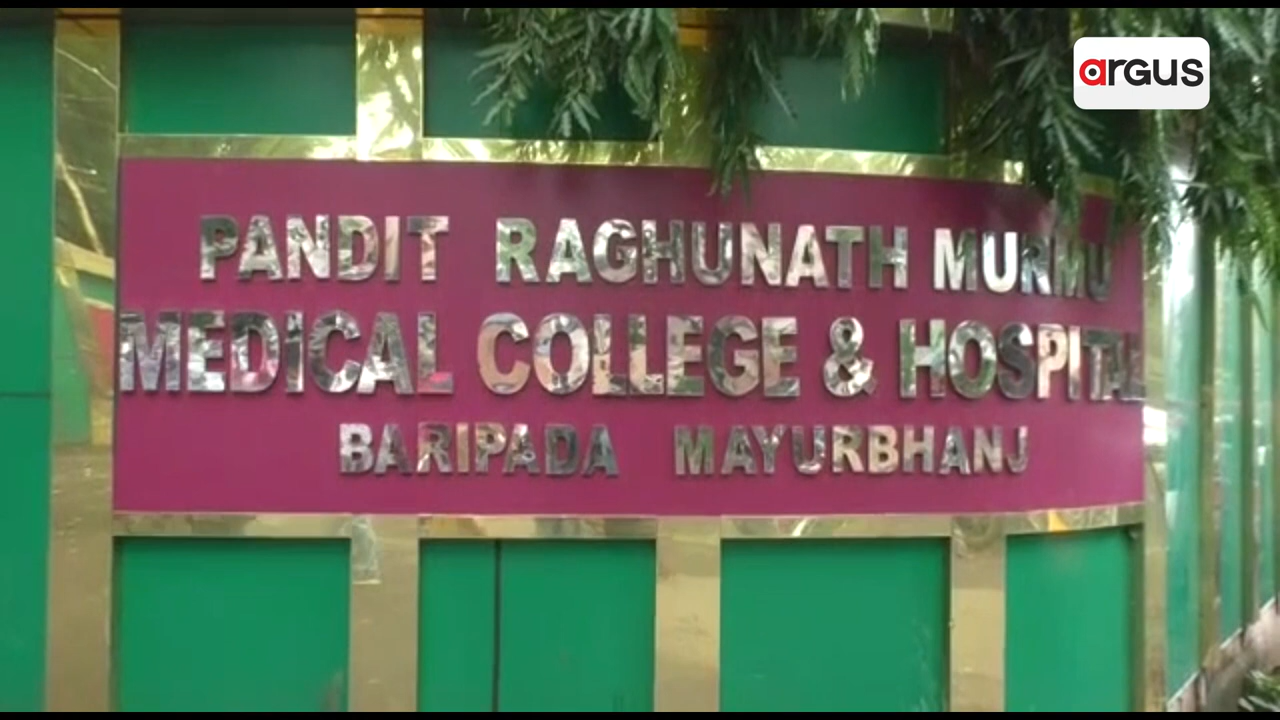 argus
PANDIT RAGHUNATH MURMU
MEDICAL COLLEGE & HOSPITAL
BARIPADA MAYURBHANJ